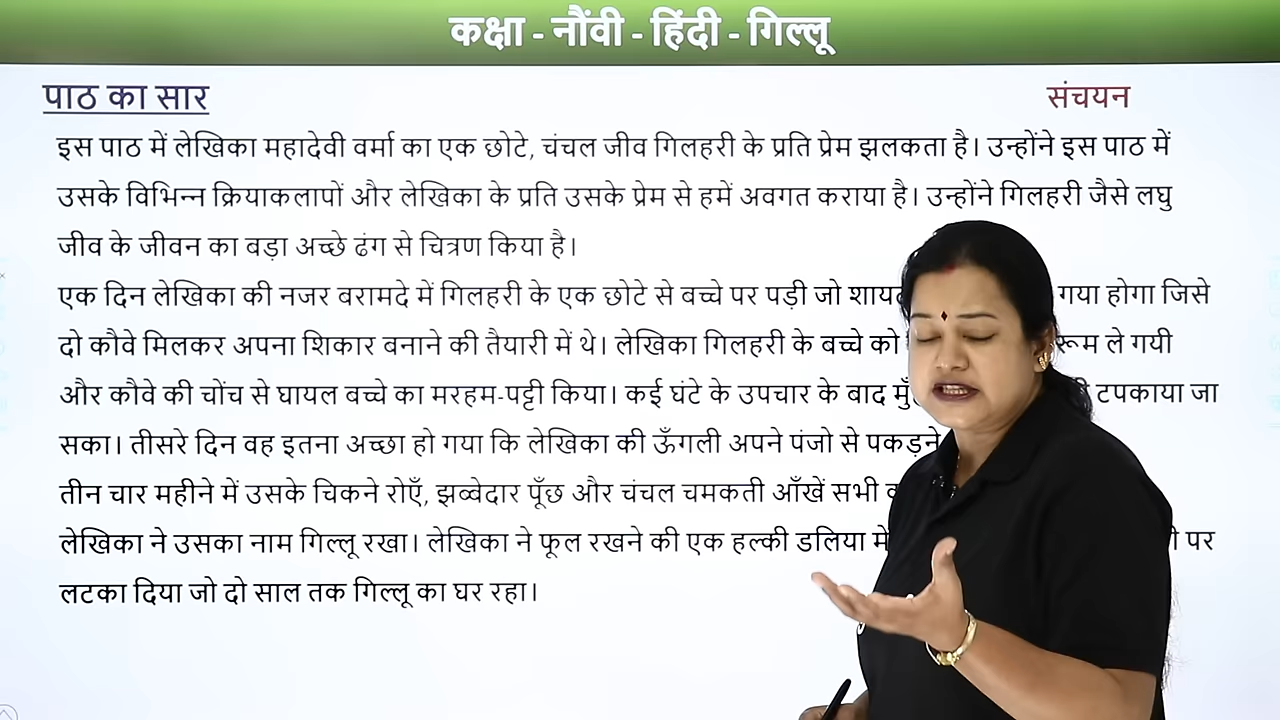 कक्षा - नौंवी - हिंदी - गिल्लू
पाठ का सार
संचयन
इस पाठ में लेखिका महादेवी वर्मा का एक छोटे, चंचल जीव गिलहरी के प्रति प्रेम झलकता है। उन्होंने इस पाठ में
उसके विभिन्न क्रियाकलापों और लेखिका के प्रति उसके प्रेम से हमें अवगत कराया है। उन्होंने गिलहरी जैसे लघु
जीव के जीवन का बड़ा अच्छे ढंग से चित्रण किया है।
एक दिन लेखिका की नजर बरामदे में गिलहरी के एक छोटे से बच्चे पर पड़ी जो गया होगा जिसे
दो कौवे मिलकर अपना शिकार बनाने की तैयारी में थे। लेखिका गिलहरी के बच्चे को ले गयी
और कौवे की चोंच से घायल बच्चे का मरहम-पट्टी किया। कई घंटे के उपचार के बाद टपकाया जा
सका। तीसरे दिन वह इतना अच्छा हो गया कि लेखिका की ऊँगली अपने पंजो से पकड़ने
तीन चार महीने में उसके चिकने रोएँ, झब्बेदार पूँछ और चंचल चमकती आँखें सभी
लेखिका ने उसका नाम गिल्लू रखा। लेखिका ने फूल रखने की एक हल्की डलिया में पर
लटका दिया जो दो साल तक गिल्लू का घर रहा।